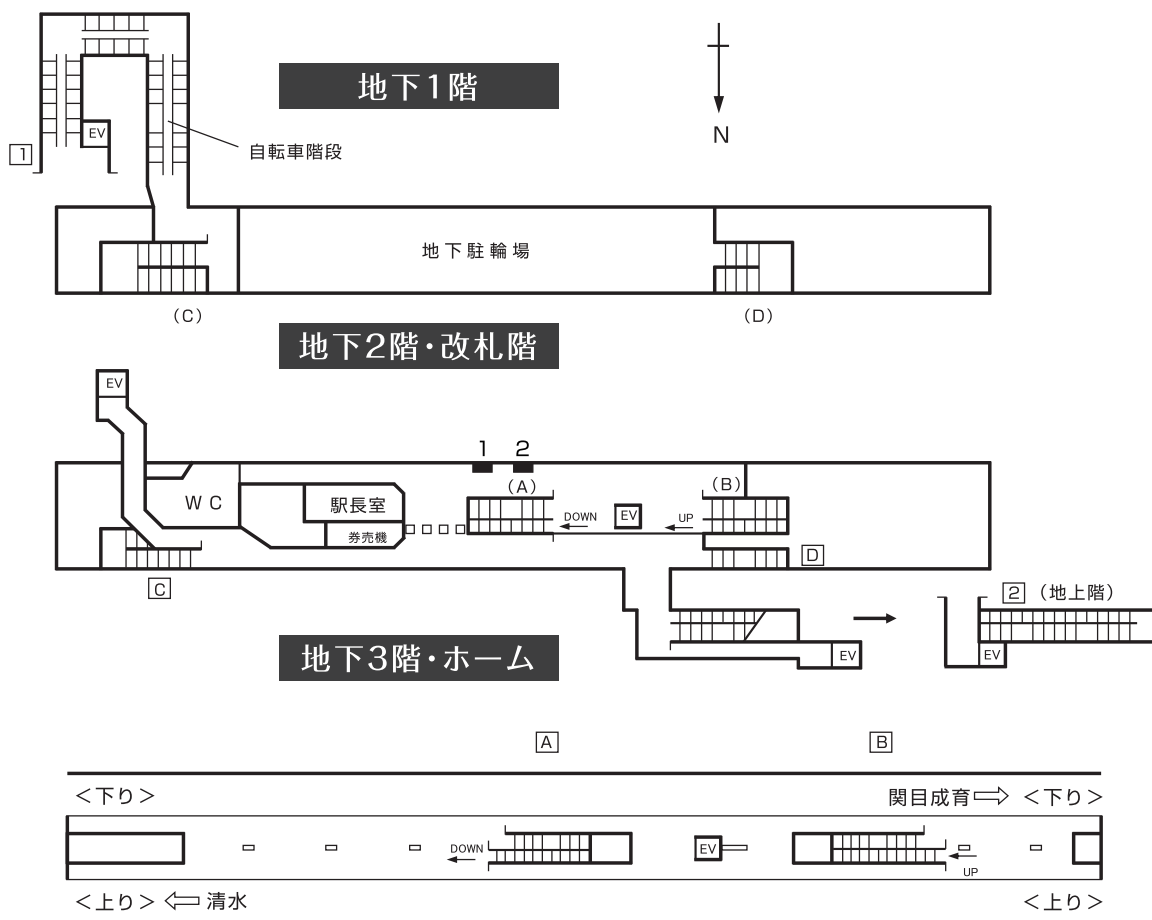 地下1階
N
EV
1
自転車階段
地下駐輪場
(C)
(D)
地下2階・改札階
EV
1 2
(A)
(B)
WC
駅長室
DOWN
EV
UP
券売機
C
D
2 (地上階)
EV
EV
地下3階・ホーム
A
B
<下り>
関目成育 ⇨ <下り>
DOWN
EV
UP
<上り> ⇦ 清水
<上り>